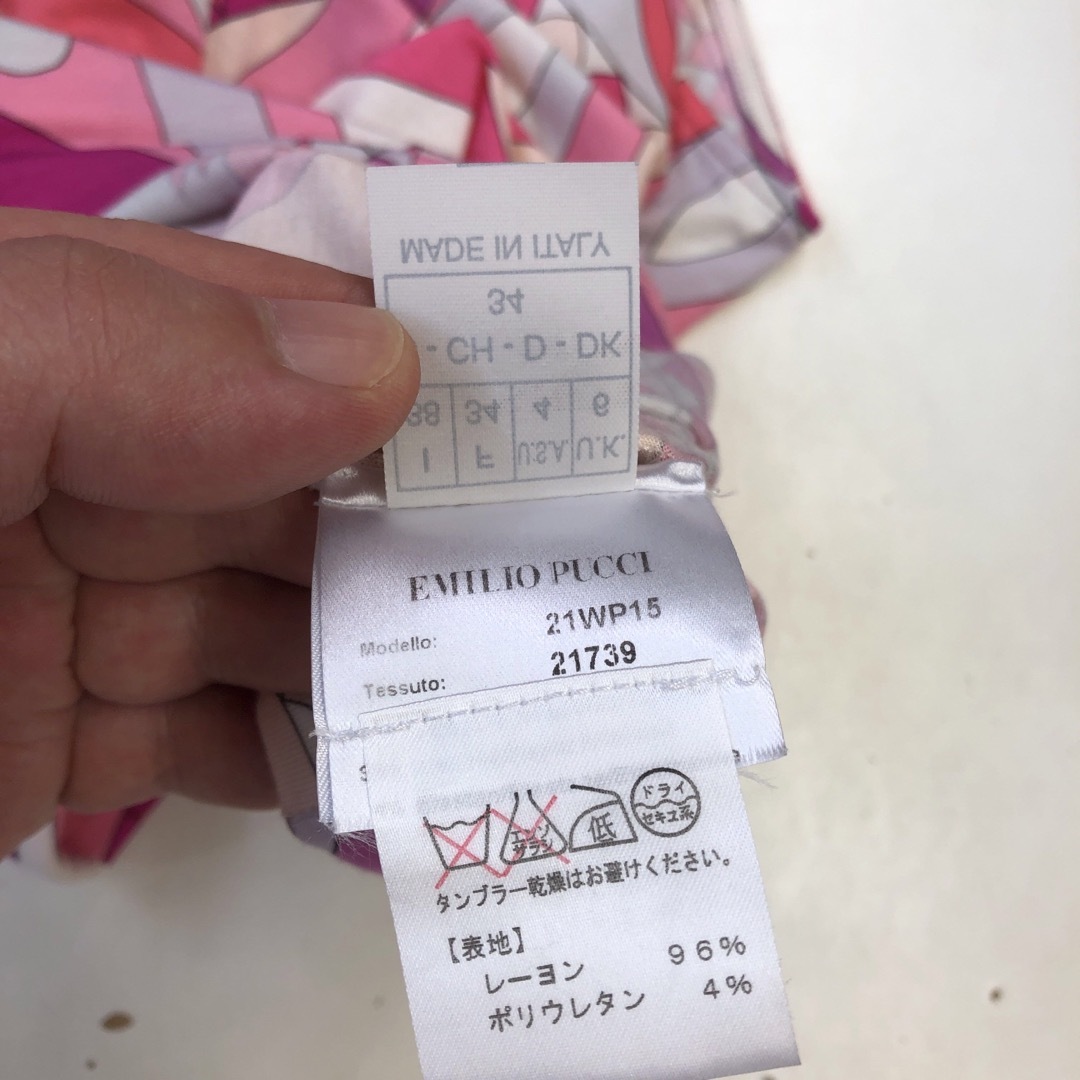 MADE IN ITALY
34
- CH - D - DK
38 34 4 6
I F U.S.A. U.K.
EMILIO PUCCI
Modello: 21WP15
Tessuto: 21739
エンソ
サラシ
低
ドライ
セキユ系
タンブラー乾燥はお避けください。
【表地】
レーヨン 96%
ポリウレタン 4%